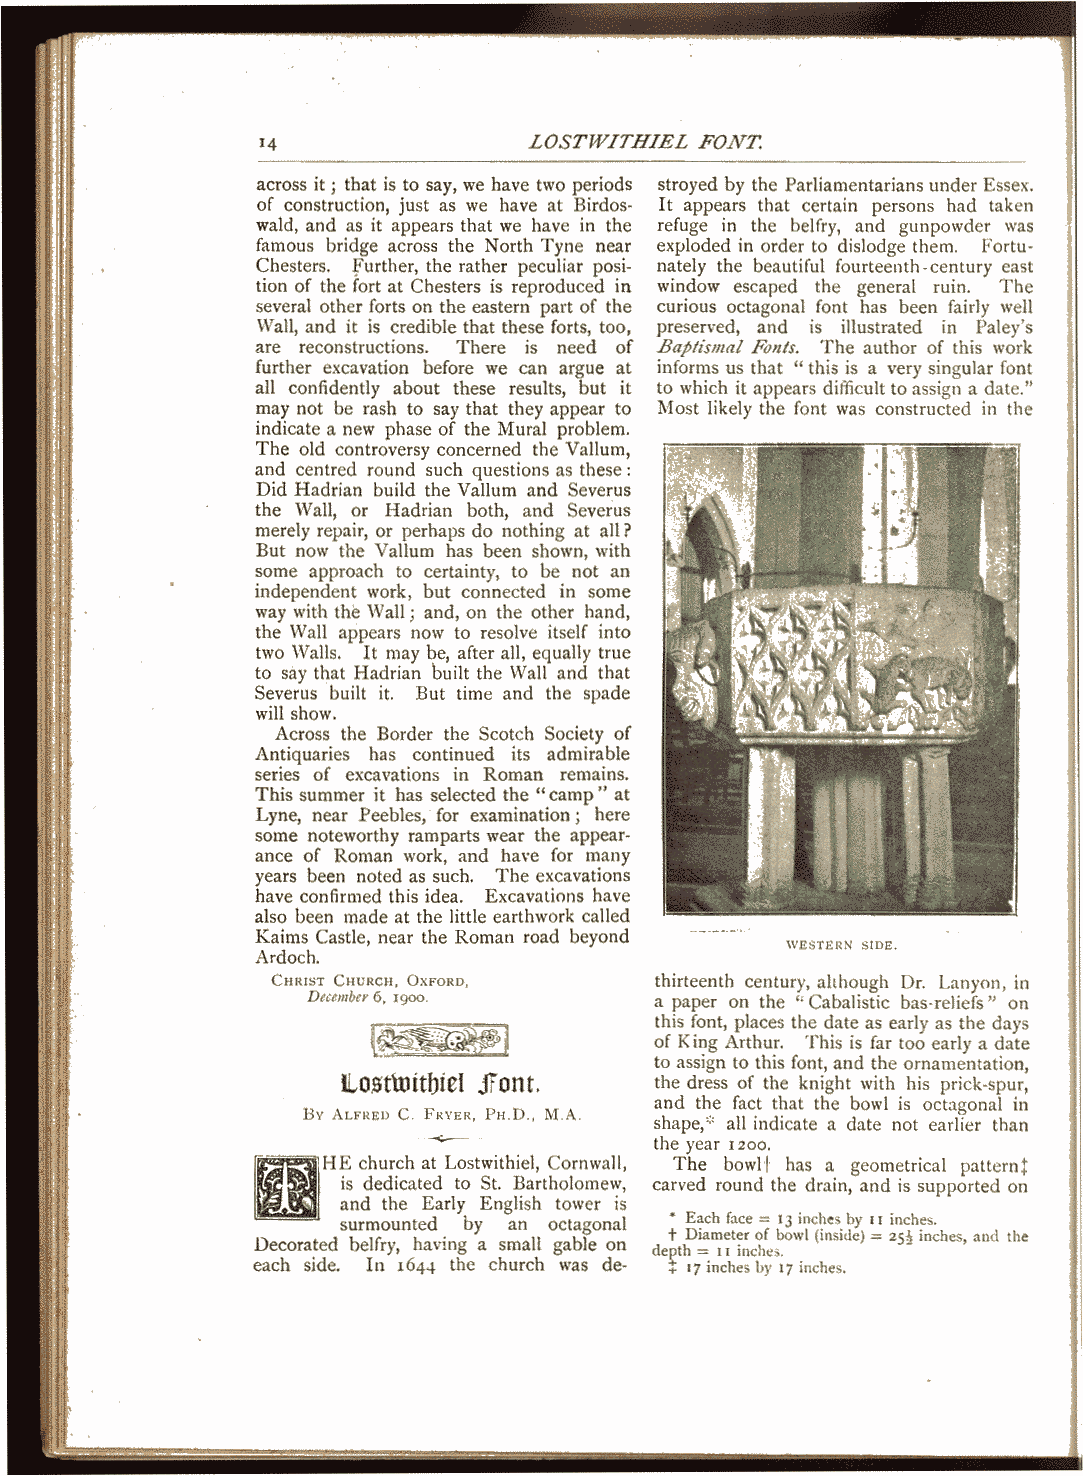 14
LOSTWITHIEL FONT.
across it ; that is to say, we have two periods
of construction, just as we have at Birdos-
wald, and as it appears that we have in the
famous bridge across the North Tyne near
Chesters. Further, the rather peculiar posi-
tion of the fort at Chesters is reproduced in
several other forts on the eastern part of the
Wall, and it is credible that these forts, too,
are reconstructions. There is need of
further excavation before we can argue at
all confidently about these results, but it
may not be rash to say that they appear to
indicate a new phase of the Mural problem.
The old controversy concerned the Vallum,
and centred round such questions as these :
Did Hadrian build the Vallum and Severus
the Wall, or Hadrian both, and Severus
merely repair, or perhaps do nothing at all ?
But now the Vallum has been shown, with
some approach to certainty, to be not an
independent work, but connected in some
way with the Wall ; and, on the other hand,
the Wall appears now to resolve itself into
two Walls. It may be, after all, equally true
to say that Hadrian built the Wall and that
Severus built it. But time and the spade
will show.
Across the Border the Scotch Society of
Antiquaries has continued its admirable
series of excavations in Roman remains.
This summer it has selected the “camp” at
Lyne, near Peebles, for examination ; here
some noteworthy ramparts wear the appear-
ance of Roman work, and have for many
years been noted as such. The excavations
have confirmed this idea. Excavations have
also been made at the little earthwork called
Kaims Castle, near the Roman road beyond
Ardoch.
CHRIST CHURCH, OXFORD,
December 6, 1900.
Lostwithiel Font.
BY ALFRED C. FRYER, PH.D., M.A.
THE church at Lostwithiel, Cornwall,
is dedicated to St. Bartholomew,
and the Early English tower is
surmounted by an octagonal
Decorated belfry, having a small gable on
each side. In 1644 the church was de-
stroyed by the Parliamentarians under Essex.
It appears that certain persons had taken
refuge in the belfry, and gunpowder was
exploded in order to dislodge them. Fortu-
nately the beautiful fourteenth-century east
window escaped the general ruin. The
curious octagonal font has been fairly well
preserved, and is illustrated in Paley's
Baptismal Fonts. The author of this work
informs us that “this is a very singular font
to which it appears difficult to assign a date.”
Most likely the font was constructed in the
WESTERN SIDE.
thirteenth century, although Dr. Lanyon, in
a paper on the “Cabalistic bas-reliefs” on
this font, places the date as early as the days
of King Arthur. This is far too early a date
to assign to this font, and the ornamentation,
the dress of the knight with his prick-spur,
and the fact that the bowl is octagonal in
shape,* all indicate a date not earlier than
the year 1200.
The bowl† has a geometrical pattern‡
carved round the drain, and is supported on
* Each face = 13 inches by 11 inches.
† Diameter of bowl (inside) = 25½ inches, and the
depth = 11 inches.
‡ 17 inches by 17 inches.